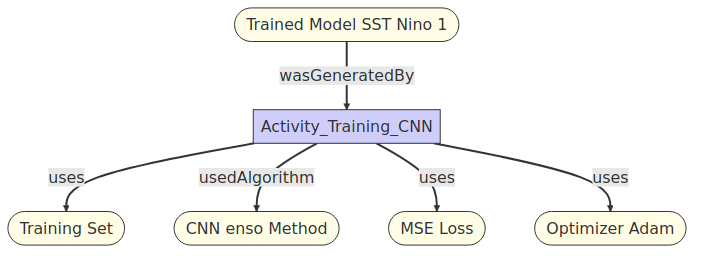 Trained Model SST Nino 1
wasGeneratedBy
Activity_Training_CNN
uses
usedAlgorithm
uses
uses
Training Set
CNN enso Method
MSE Loss
Optimizer Adam